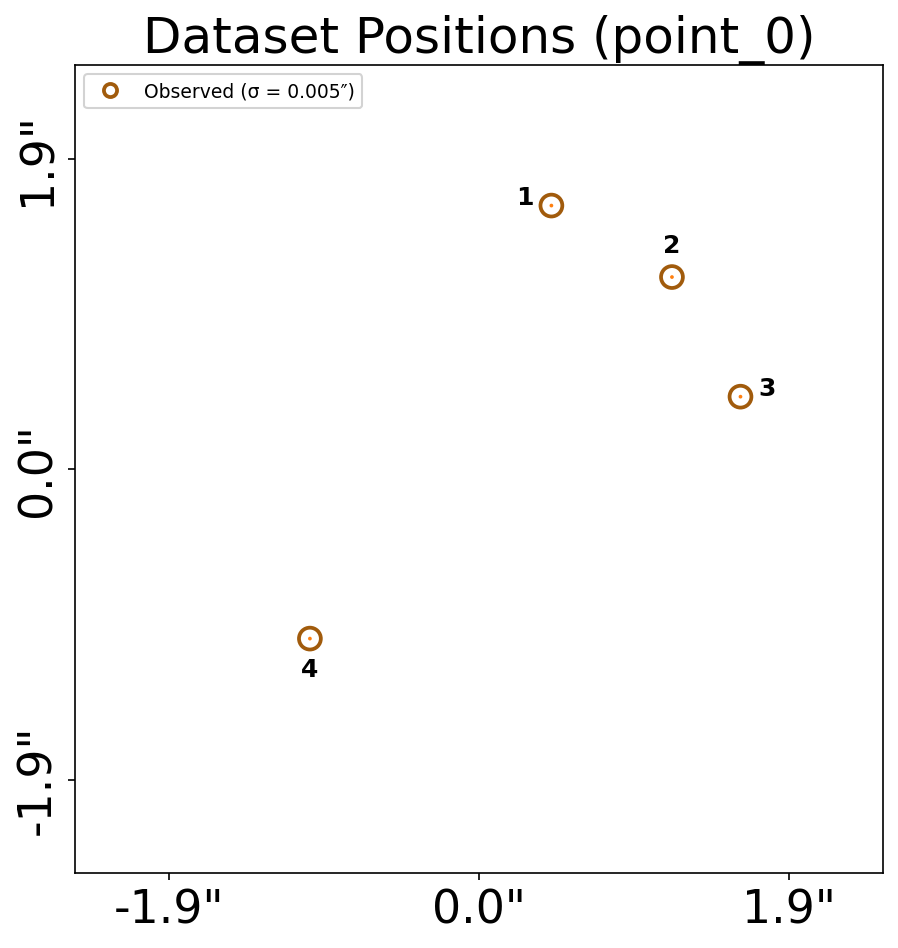 Dataset Positions (point_0)
Observed (σ = 0.005″)
1.9"
0.0"
-1.9"
1
2
3
4
-1.9" 0.0" 1.9"